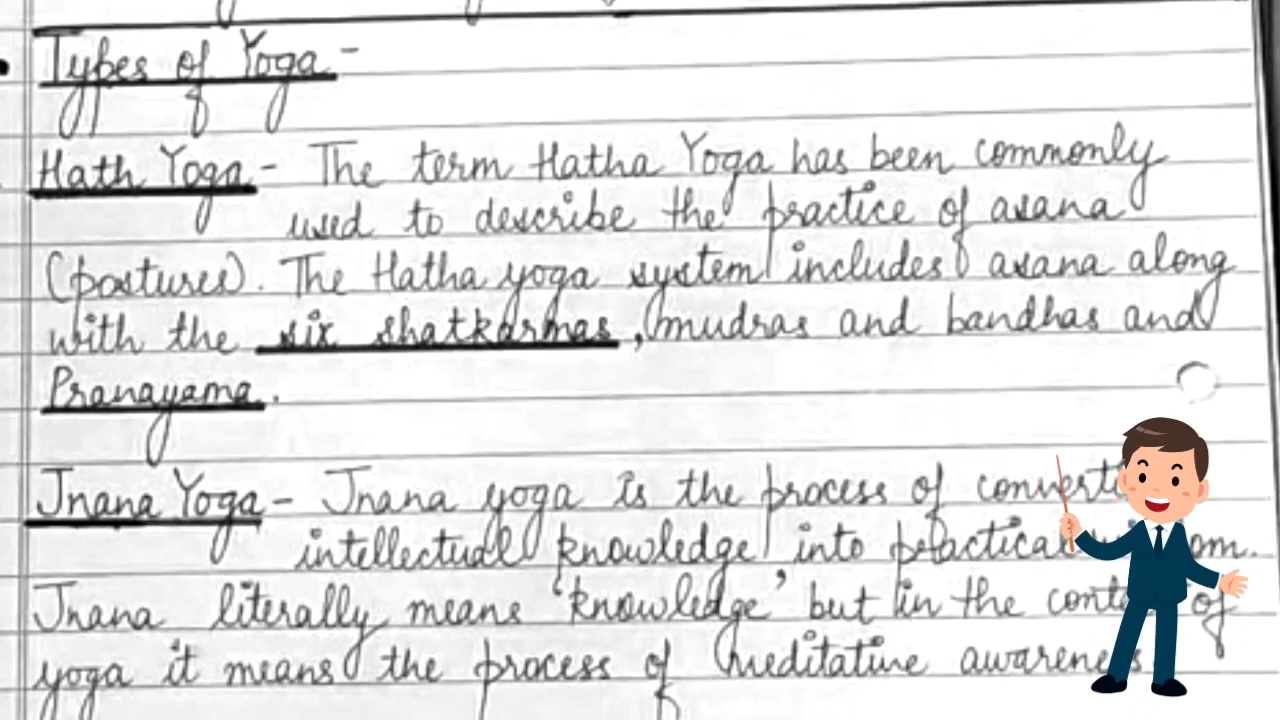 Types of Yoga -
Hath Yoga - The term Hatha Yoga has been commonly
used to describe the practice of asana
(postures). The Hatha yoga system includes asana along
with the six shatkarmas, mudras and bandhas and
Pranayama.
Jnana Yoga - Jnana yoga is the process of
intellectual knowledge into practical
Jnana literally means 'knowledge' but in the of
yoga it means the process of meditative awareness